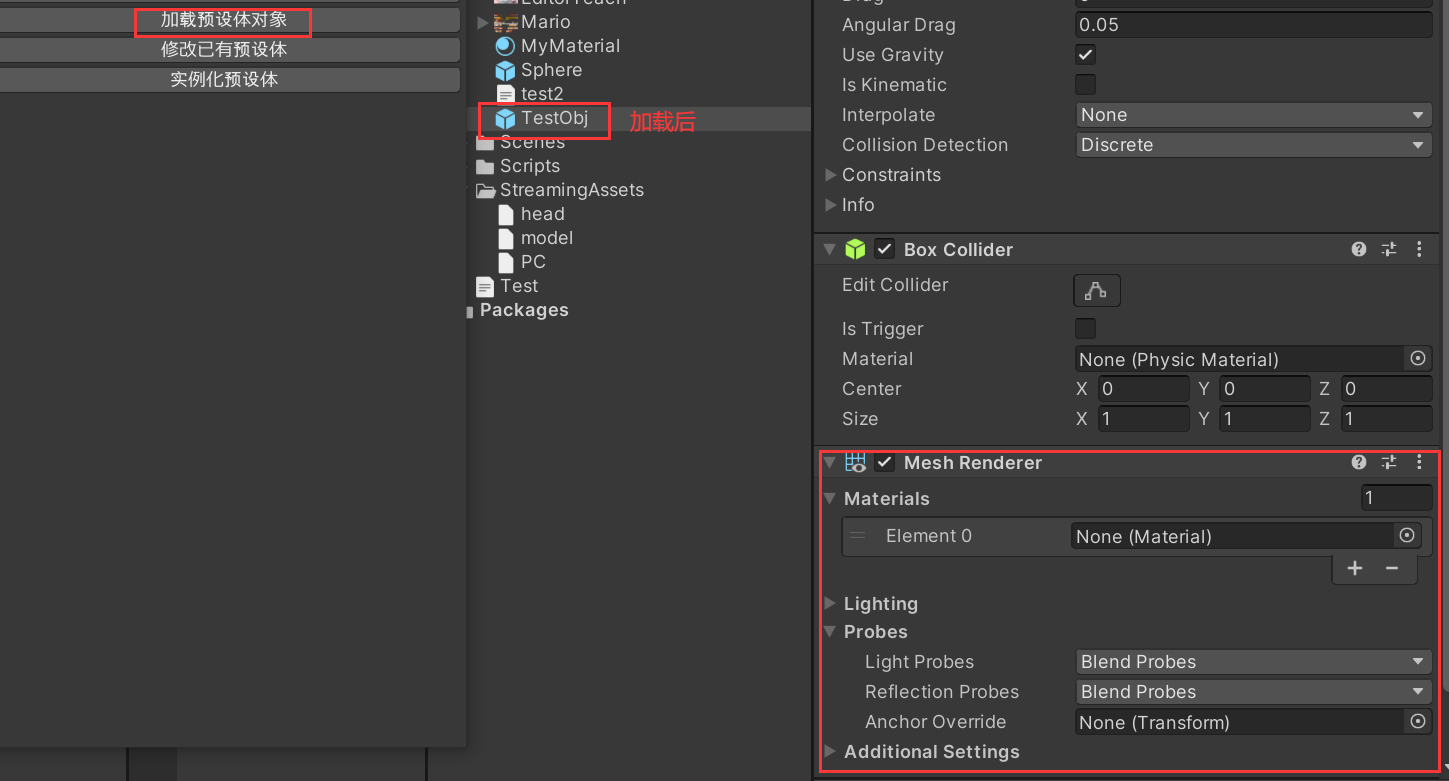 加载预设体对象
修改已有预设体
实例化预设体
Mario
MyMaterial
Sphere
test2
TestObj
加载后
Scenes
Scripts
StreamingAssets
head
model
PC
Test
Packages
Angular Drag 0.05
Use Gravity
Is Kinematic
Interpolate None
Collision Detection Discrete
Constraints
Info
Box Collider
Edit Collider
Is Trigger
Material None (Physic Material)
Center X 0 Y 0 Z 0
Size X 1 Y 1 Z 1
Mesh Renderer
Materials 1
Element 0 None (Material)
Lighting
Probes
Light Probes Blend Probes
Reflection Probes Blend Probes
Anchor Override None (Transform)
Additional Settings